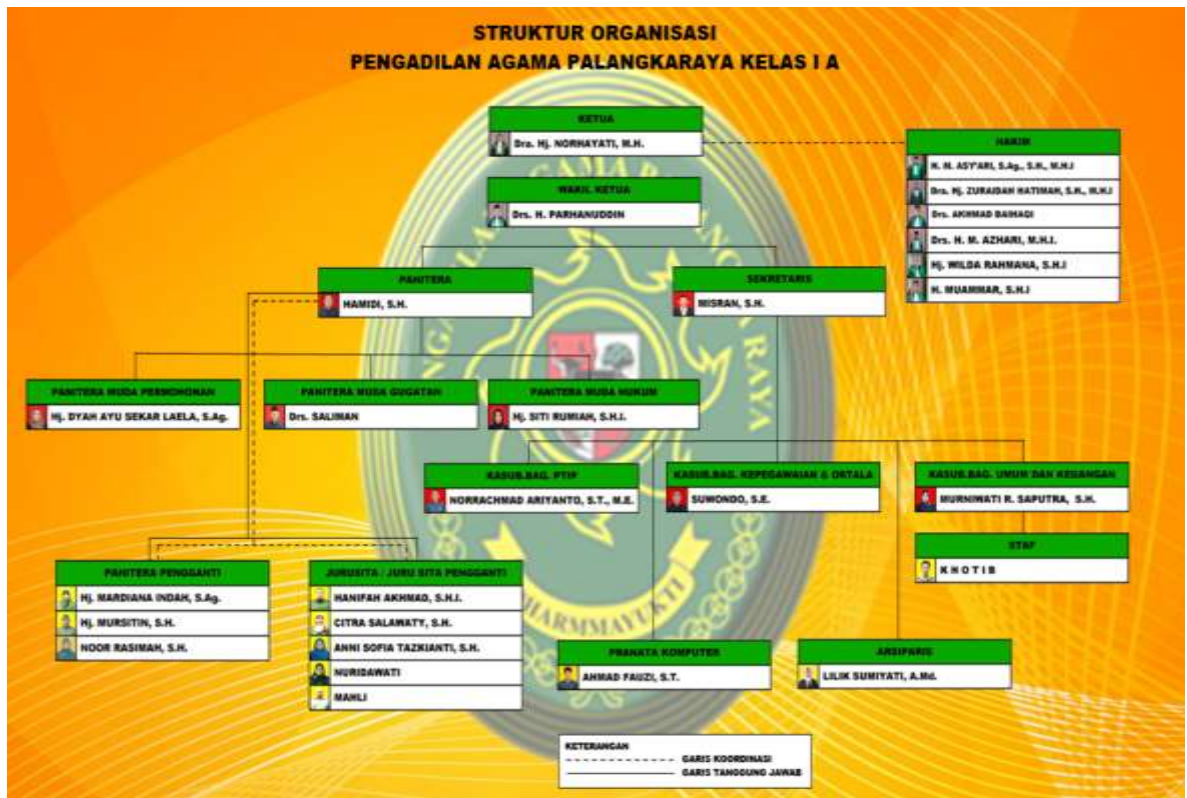 STRUKTUR ORGANISASI
PENGADILAN AGAMA PALANGKARAYA KELAS I A
KETUA
Dra. Hj. NORHAYATI, M.H.
HAKIM
H. M. ASY'ARI, S.Ag., S.H., M.H.I
Dra. Hj. ZURAIDAH HATIMAH, S.H., M.H.I
Drs. AKHMAD BAIHAQI
Drs. H. M. AZHARI, M.H.I.
Hj. WILDA RAHMANA, S.H.I
H. MUAMMAR, S.H.I
WAKIL KETUA
Drs. H. PARHANUDDIN
PANITERA
HAMIDI, S.H.
SEKRETARIS
MISRAN, S.H.
PANITERA MUDA PERMOHONAN
Hj. DYAH AYU SEKAR LAELA, S.Ag.
PANITERA MUDA GUGATAN
Drs. SALIMAN
PANITERA MUDA HUKUM
Hj. SITI RUMIAH, S.H.I.
KASUB.BAG. PTIP
NORRACHMAD ARIYANTO, S.T., M.E.
KASUB.BAG. KEPEGAWAIAN & ORTALA
SUWONDO, S.E.
KASUB.BAG. UMUM DAN KEUANGAN
MURNIWATI R. SAPUTRA, S.H.
STAF
K H O T I B
PANITERA PENGGANTI
Hj. MARDIANA INDAH, S.Ag.
Hj. MURSITIN, S.H.
NOOR RASIMAH, S.H.
JURUSITA / JURU SITA PENGGANTI
HANIFAH AKHMAD, S.H.I.
CITRA SALAWATY, S.H.
ANNI SOFIA TAZKIANTI, S.H.
NURIDAWATI
MAHLI
PRANATA KOMPUTER
AHMAD FAUZI, S.T.
ARSIPARIS
LILIK SUMIYATI, A.Md.
KETERANGAN
GARIS KOORDINASI
GARIS TANGGUNG JAWAB